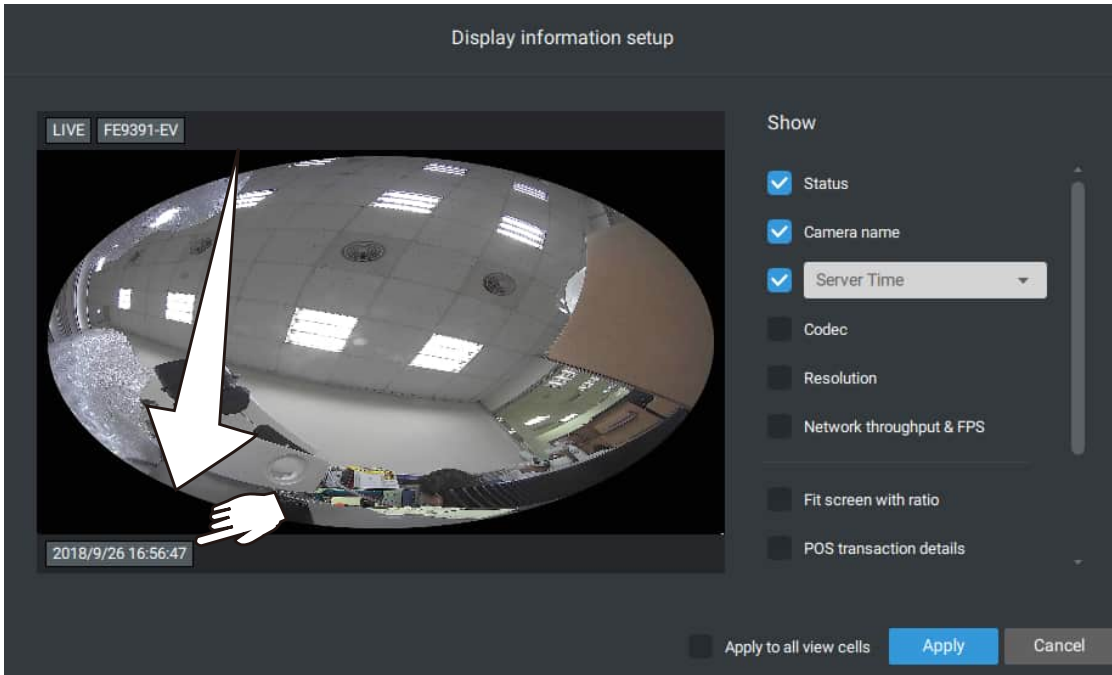 Display information setup
LIVE FE9391-EV
Show
Status
Camera name
Server Time
Codec
Resolution
Network throughput & FPS
Fit screen with ratio
2018/9/26 16:56:47
POS transaction details
Apply to all view cells
Apply
Cancel